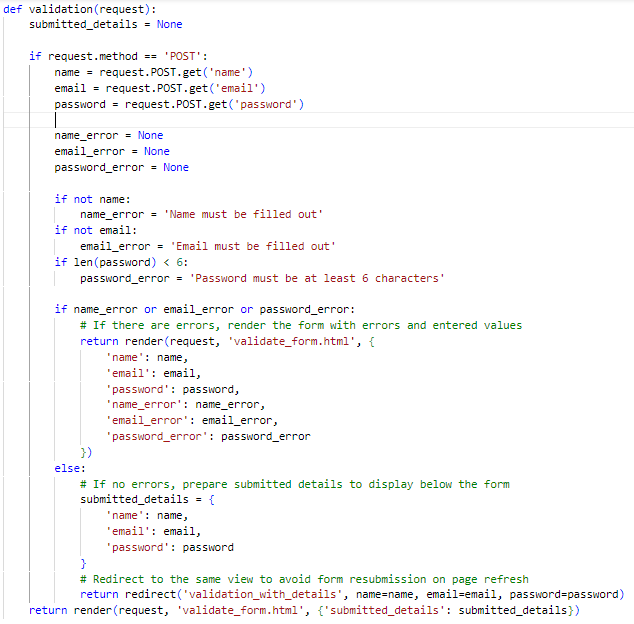 def validation(request):
    submitted_details = None
    if request.method == 'POST':
        name = request.POST.get('name')
        email = request.POST.get('email')
        password = request.POST.get('password')
        name_error = None
        email_error = None
        password_error = None
        if not name:
            name_error = 'Name must be filled out'
        if not email:
            email_error = 'Email must be filled out'
        if len(password) < 6:
            password_error = 'Password must be at least 6 characters'
        if name_error or email_error or password_error:
            # If there are errors, render the form with errors and entered values
            return render(request, 'validate_form.html', {
                'name': name,
                'email': email,
                'password': password,
                'name_error': name_error,
                'email_error': email_error,
                'password_error': password_error
            })
        else:
            # If no errors, prepare submitted details to display below the form
            submitted_details = {
                'name': name,
                'email': email,
                'password': password
            }
            # Redirect to the same view to avoid form resubmission on page refresh
            return redirect('validation_with_details', name=name, email=email, password=password)
    return render(request, 'validate_form.html', {'submitted_details': submitted_details})